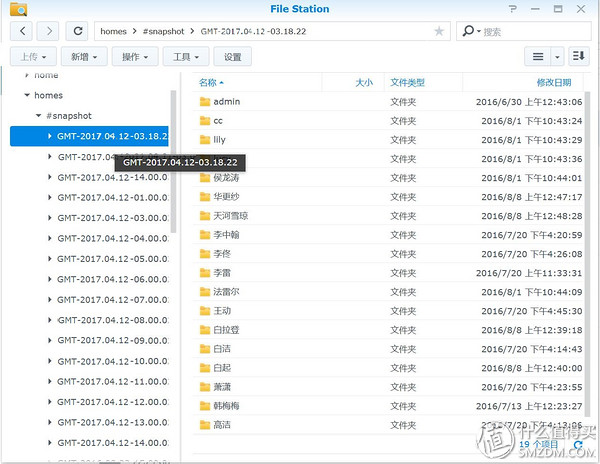 File Station
homes › #snapshot › GMT-2017.04.12-03.18.22
搜索
上传 新增 操作 工具 设置
名称 大小 文件类型 修改日期
home
homes
#snapshot
GMT-2017.04.12-03.18.2
GMT-2017.04.12-03.18.22
GMT-2017.04.12-14.00.0
GMT-2017.04.12-01.00.0
GMT-2017.04.12-03.00.0
GMT-2017.04.12-04.00.0
GMT-2017.04.12-05.00.0
GMT-2017.04.12-06.00.0
GMT-2017.04.12-07.00.0
GMT-2017.04.12-08.00.0
GMT-2017.04.12-09.00.0
GMT-2017.04.12-10.00.0
GMT-2017.04.12-11.00.0
GMT-2017.04.12-12.00.0
GMT-2017.04.12-13.00.0
GMT-2017.04.12-14.00.0
admin 文件夹 2016/6/30 上午12:43:06
cc 文件夹 2016/8/1 下午10:43:24
lily 文件夹 2016/8/1 下午10:43:29
文件夹 2016/8/1 下午10:43:36
侯龙涛 文件夹 2016/8/1 下午10:44:01
华更纱 文件夹 2016/8/8 上午12:47:17
天河雪琼 文件夹 2016/8/8 上午12:48:28
李中翰 文件夹 2016/7/20 下午4:20:59
李佟 文件夹 2016/7/20 下午4:26:08
李雷 文件夹 2016/7/20 上午11:33:31
法雷尔 文件夹 2016/8/1 下午10:44:09
王动 文件夹 2016/7/20 下午4:45:30
白拉登 文件夹 2016/8/8 上午12:39:18
白洁 文件夹 2016/7/20 下午4:14:43
白起 文件夹 2016/8/8 上午12:40:00
萧潇 文件夹 2016/7/20 下午4:23:55
韩梅梅 文件夹 2016/7/13 上午12:23:27
高洁 文件夹 2016/7/20 下午4:13:05
19 个项目
值 什么值得买
SMZDM.COM